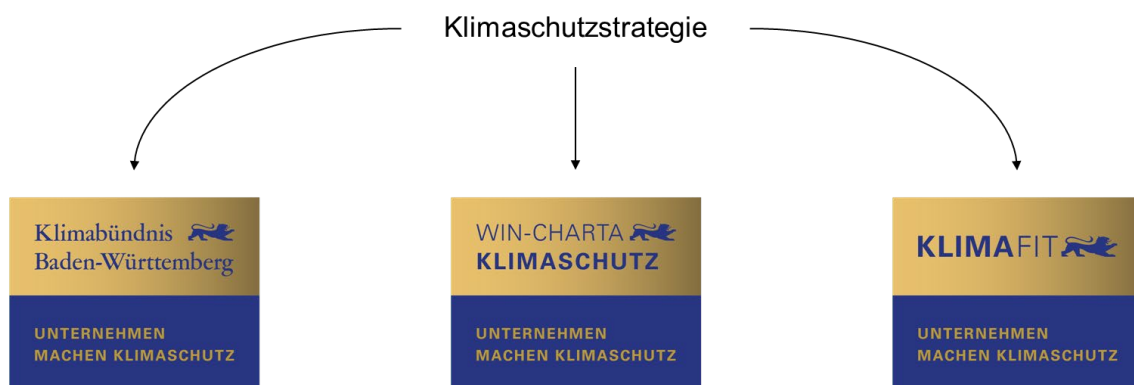 Klimaschutzstrategie
Klimabündnis
Baden-Württemberg
UNTERNEHMEN
MACHEN KLIMASCHUTZ
WIN-CHARTA
KLIMASCHUTZ
UNTERNEHMEN
MACHEN KLIMASCHUTZ
KLIMAFIT
UNTERNEHMEN
MACHEN KLIMASCHUTZ